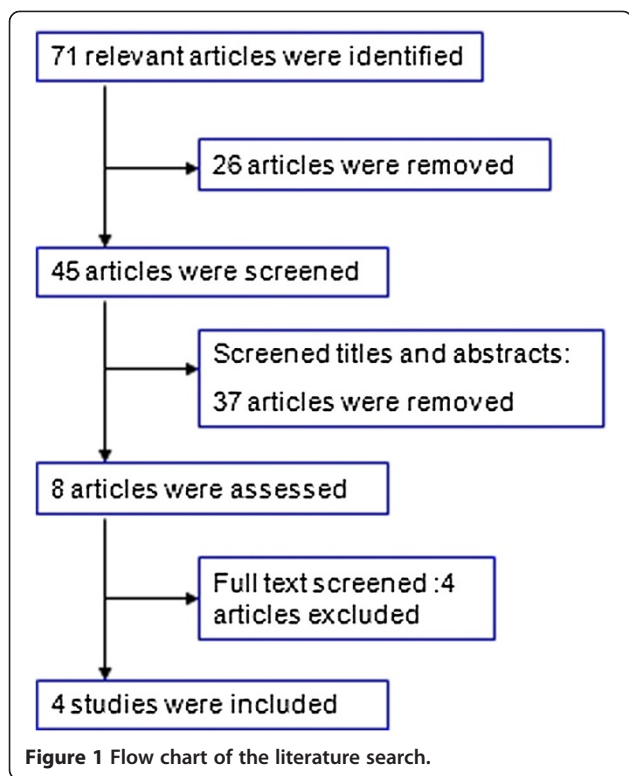 71 relevant articles were identified
26 articles were removed
45 articles were screened
Screened titles and abstracts:
37 articles were removed
8 articles were assessed
Full text screened :4
articles excluded
4 studies were included
Figure 1 Flow chart of the literature search.